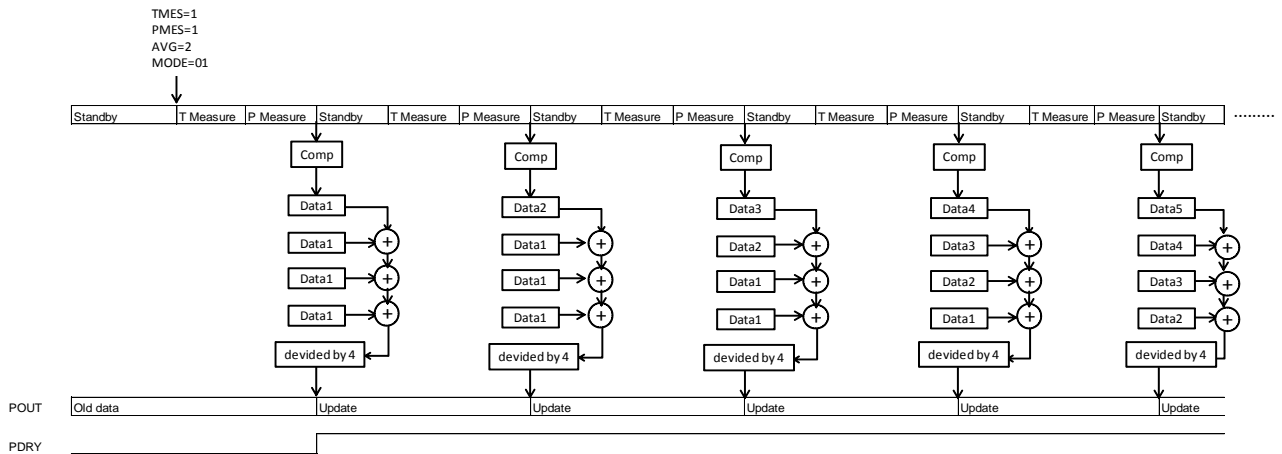 TMES=1
PMES=1
AVG=2
MODE=01
Standby T Measure P Measure Standby T Measure P Measure Standby T Measure P Measure Standby T Measure P Measure Standby T Measure P Measure Standby .........
Comp Comp Comp Comp Comp
Data1 Data2 Data3 Data4 Data5
Data1 + Data1 + Data2 + Data3 + Data4 +
Data1 + Data1 + Data1 + Data2 + Data3 +
Data1 + Data1 + Data1 + Data1 + Data2 +
devided by 4 devided by 4 devided by 4 devided by 4 devided by 4
POUT Old data Update Update Update Update Update
PDRY